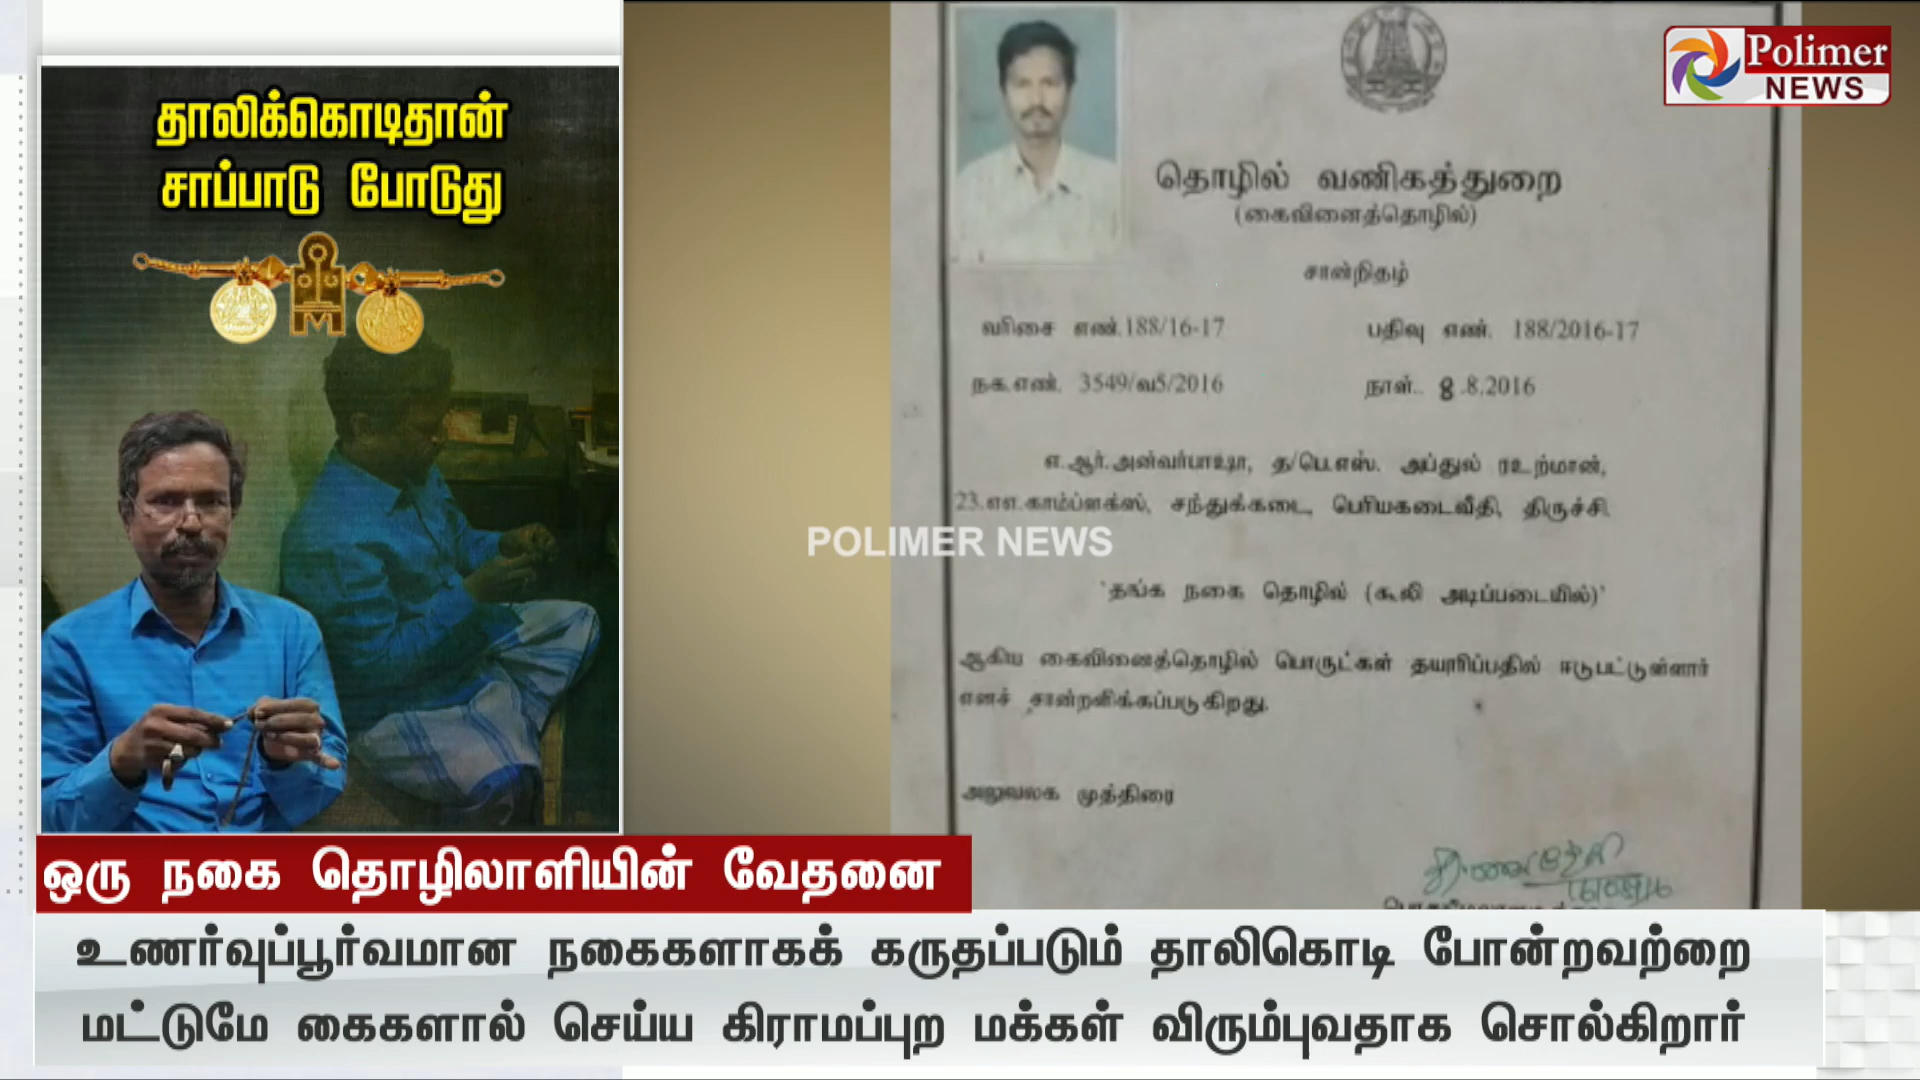 தாலிக்கொடிதான்
சாப்பாடு போடுது
Polimer
NEWS
தொழில் வணிகத்துறை
(கைவினைத்தொழில்)
சான்றிதழ்
வரிசை எண்.188/16-17
பதிவு எண். 188/2016-17
ந.க.எண். 3549/வ5/2016
நாள்.. 8.8.2016
எ.ஆர்.அன்வர்பாஷா, த/பெ.எஸ். அப்துல் ரஉற்மான்,
23.எஎ.காம்ப்ளக்ஸ், சந்துக்கடை, பெரியகடைவீதி, திருச்சி.
POLIMER NEWS
'தங்க நகை தொழில் (கூலி அடிப்படையில்)'
ஆகிய கைவினைத்தொழில் பொருட்கள் தயாரிப்பதில் ஈடுபட்டுள்ளார்
எனச் சான்றளிக்கப்படுகிறது.
அலுவலக முத்திரை
ஒரு நகை தொழிலாளியின் வேதனை
உணர்வுப்பூர்வமான நகைகளாகக் கருதப்படும் தாலிகொடி போன்றவற்றை
மட்டுமே கைகளால் செய்ய கிராமப்புற மக்கள் விரும்புவதாக சொல்கிறார்